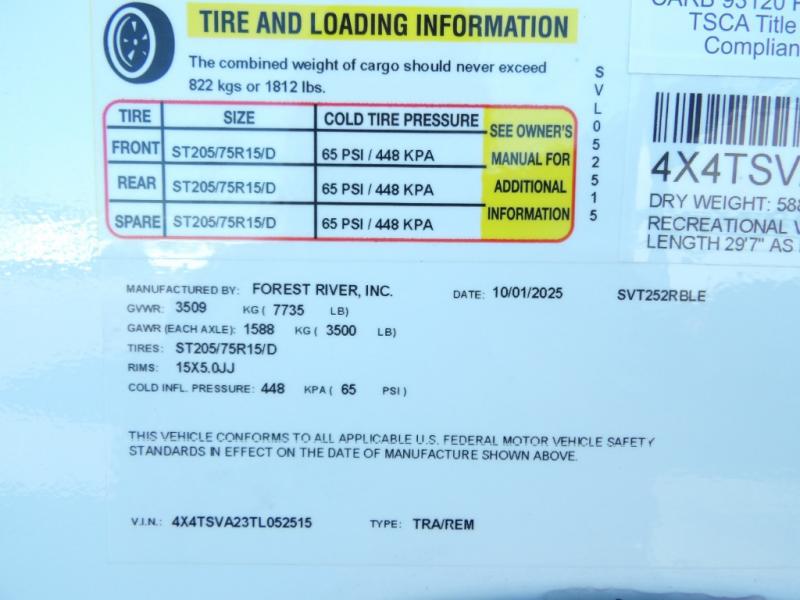 TIRE AND LOADING INFORMATION
The combined weight of cargo should never exceed
822 kgs or 1812 lbs.
TIRE SIZE COLD TIRE PRESSURE SEE OWNER'S MANUAL FOR ADDITIONAL INFORMATION
FRONT ST205/75R15/D 65 PSI / 448 KPA
REAR ST205/75R15/D 65 PSI / 448 KPA
SPARE ST205/75R15/D 65 PSI / 448 KPA
SVL052515
TSCA Title
Complian
4X4TSV
DRY WEIGHT: 588
RECREATIONAL V
LENGTH 29'7" AS
MANUFACTURED BY: FOREST RIVER, INC. DATE: 10/01/2025 SVT252RBLE
GVWR: 3509 KG ( 7735 LB)
GAWR (EACH AXLE): 1588 KG ( 3500 LB)
TIRES: ST205/75R15/D
RIMS: 15X5.0JJ
COLD INFL. PRESSURE: 448 KPA ( 65 PSI )
THIS VEHICLE CONFORMS TO ALL APPLICABLE U.S. FEDERAL MOTOR VEHICLE SAFETY
STANDARDS IN EFFECT ON THE DATE OF MANUFACTURE SHOWN ABOVE.
V.I.N.: 4X4TSVA23TL052515 TYPE: TRA/REM